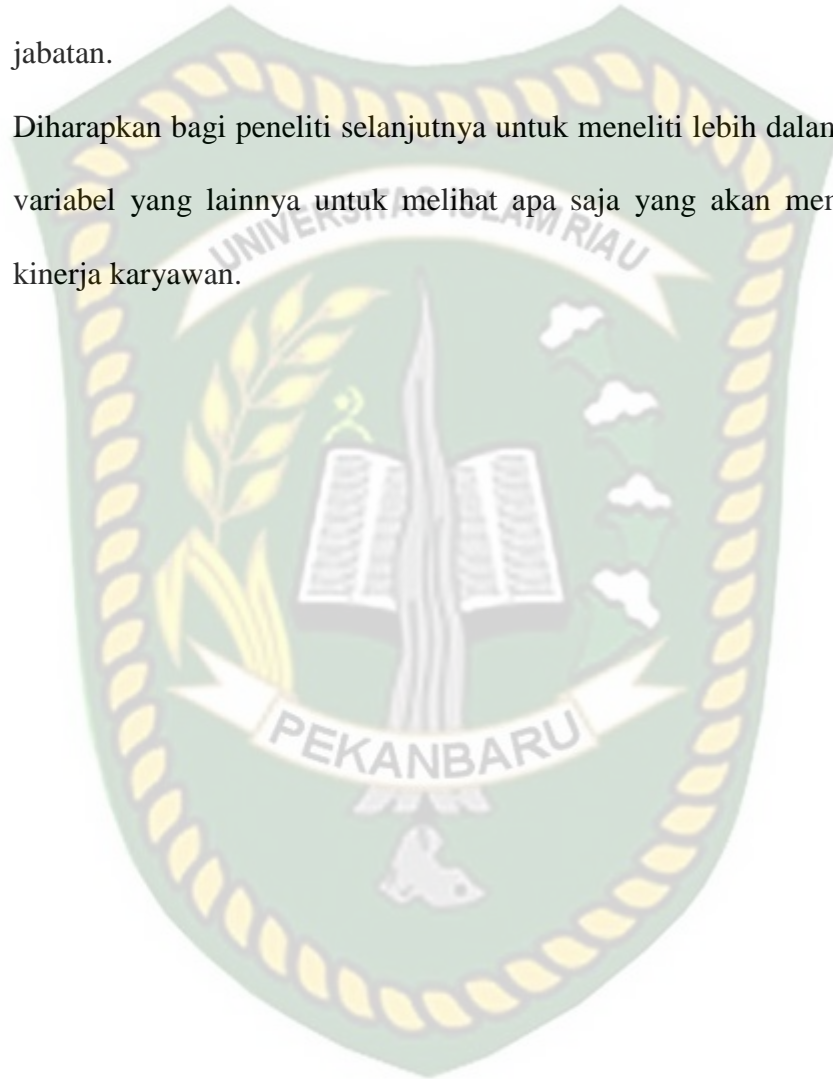 jabatan.
Diharapkan bagi peneliti selanjutnya untuk meneliti lebih dalam
variabel yang lainnya untuk melihat apa saja yang akan mem
kinerja karyawan.
UNIVERSITAS ISLAM RIAU
PEKANBARU